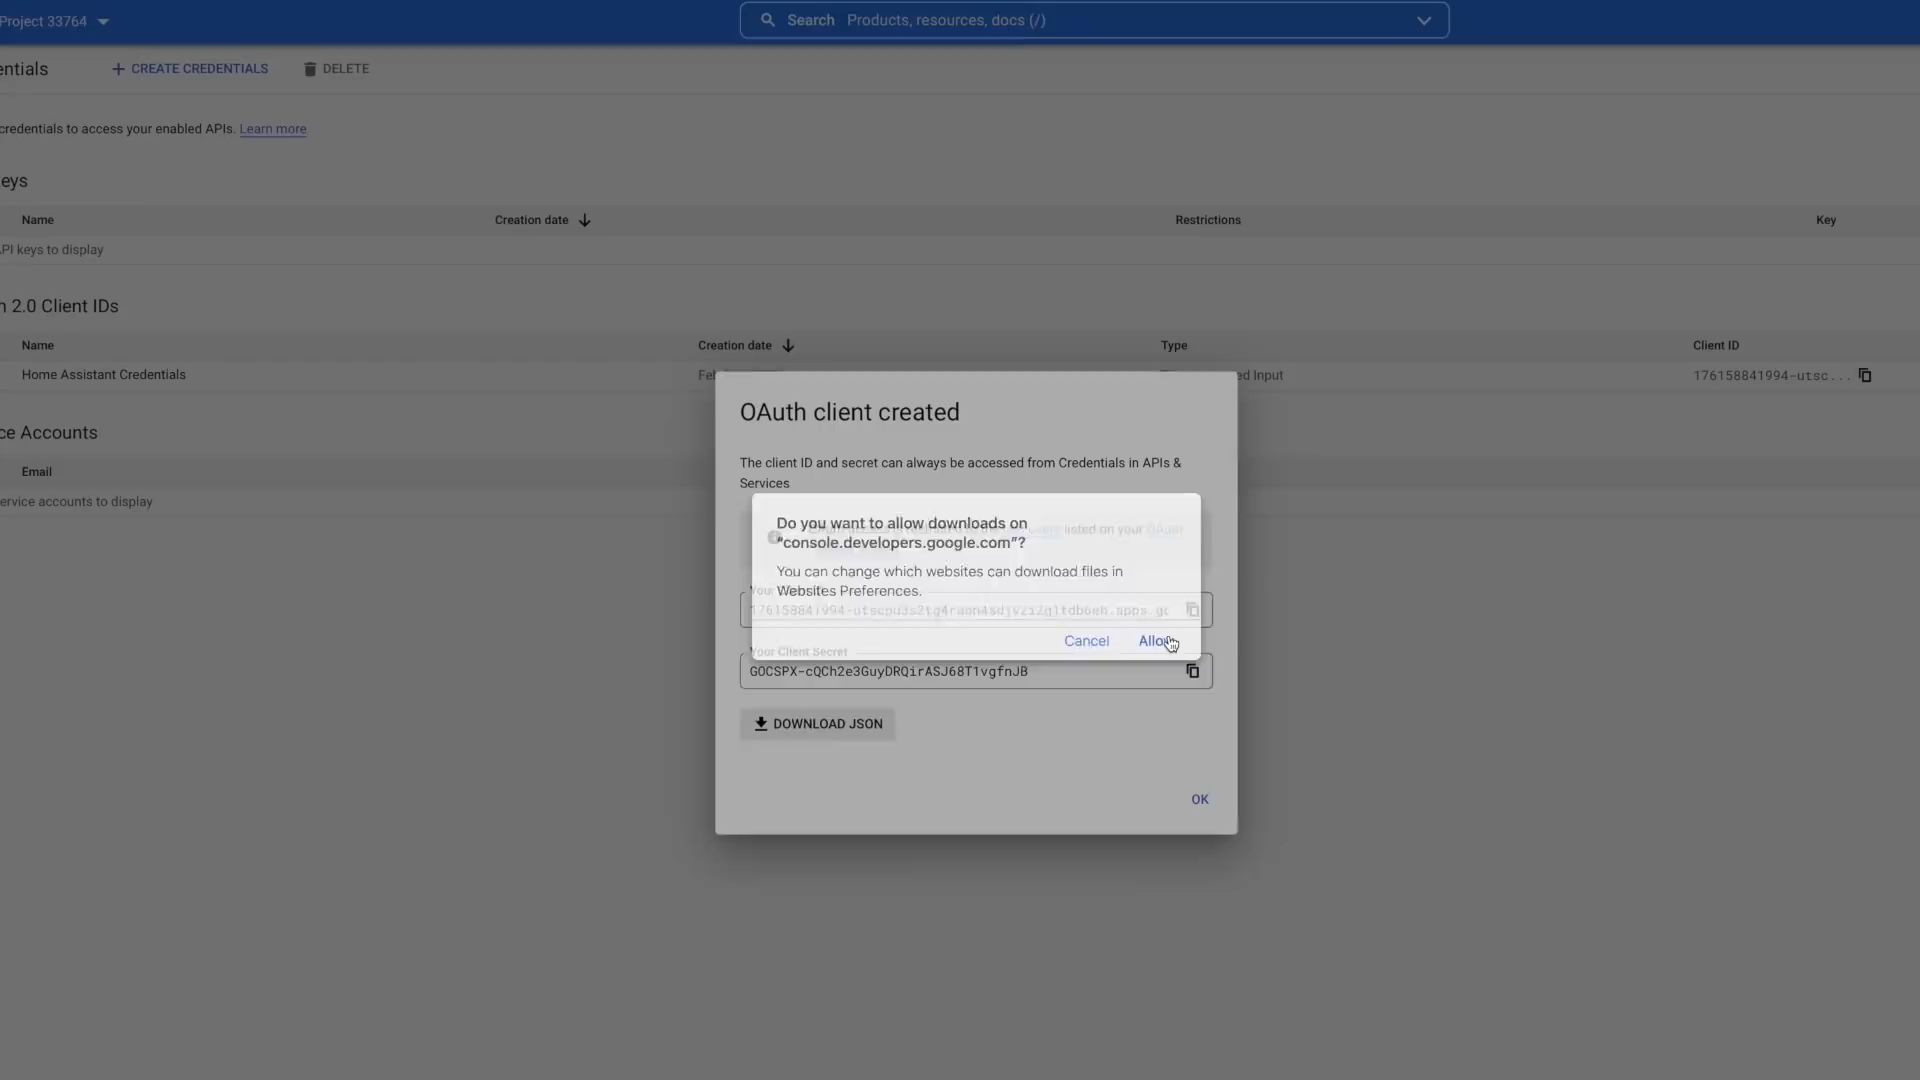 Project 33764
Search Products, resources, docs (/)
entials
CREATE CREDENTIALS
DELETE
credentials to access your enabled APIs. Learn more
eys
Name Creation date Restrictions Key
API keys to display
2.0 Client IDs
Name Creation date Type Client ID
Home Assistant Credentials ed Input 176158841994-utsc...
ce Accounts
Email
ervice accounts to display
OAuth client created
The client ID and secret can always be accessed from Credentials in APIs &
Services
Do you want to allow downloads on
“console.developers.google.com”?
listed on your OAuth
You can change which websites can download files in
Websites Preferences.
Cancel Allow
Your Client Secret
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
DOWNLOAD JSON
OK